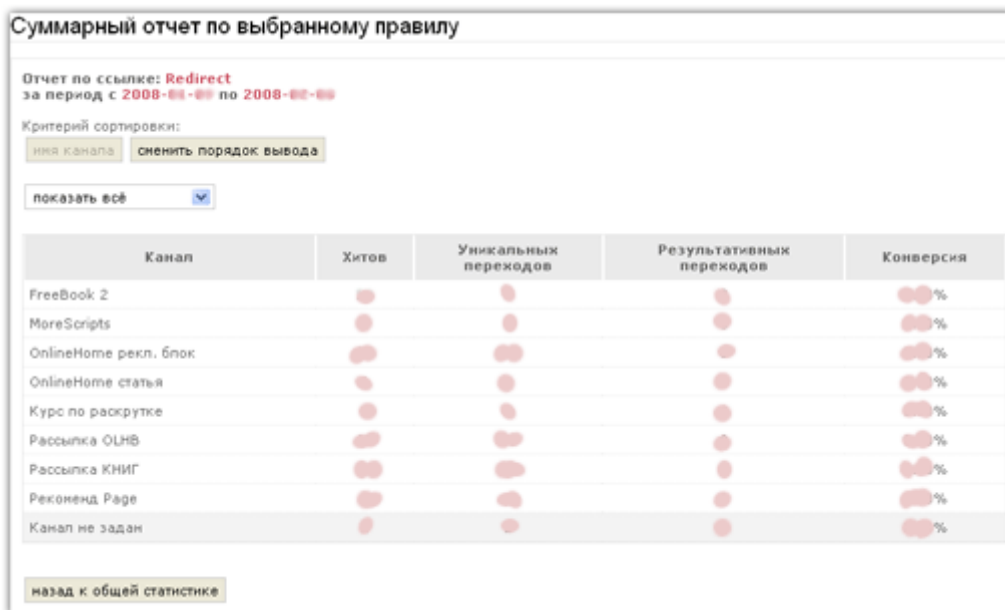 Суммарный отчет по выбранному правилу
Отчет по ссылке: Redirect
за период с 2008- по 2008-
Критерий сортировки:
имя канала сменить порядок вывода
показать всё
Канал Хитов Уникальных переходов Результативных переходов Конверсия
FreeBook 2 %
MoreScripts %
OnlineHome рекл. блок %
OnlineHome статья %
Курс по раскрутке %
Рассылка OLHB %
Рассылка КНИГ %
Рекоменд Page %
Канал не задан %
назад к общей статистике